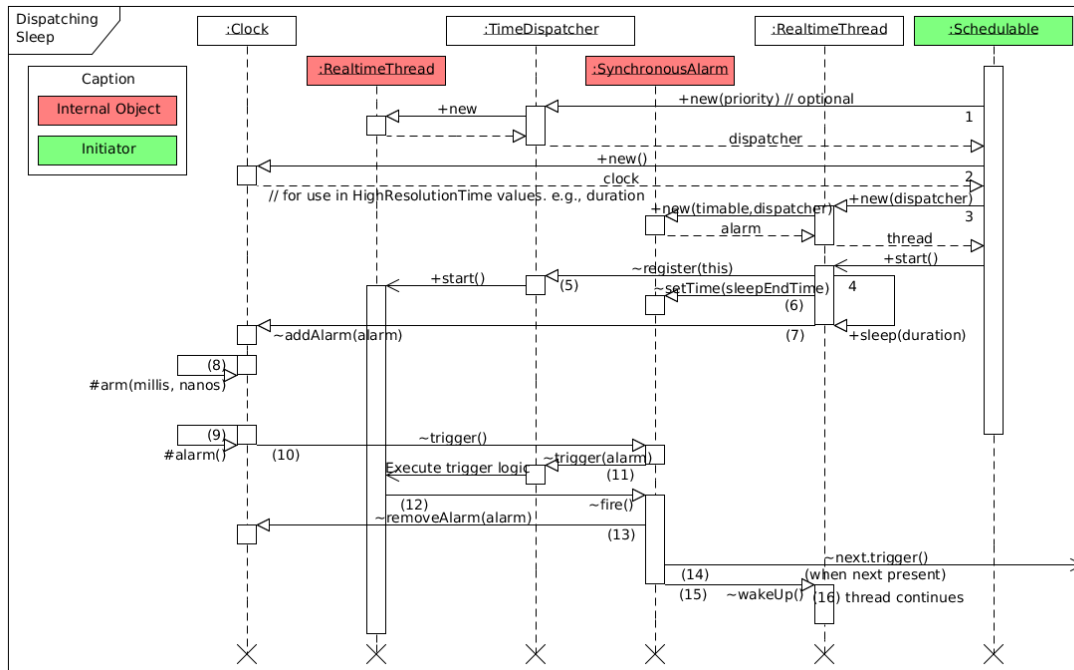 Dispatching
Sleep
:Clock
:TimeDispatcher
:RealtimeThread
:Schedulable
:RealtimeThread
:SynchronousAlarm
Caption
Internal Object
Initiator
+new(priority) // optional
1
+new
dispatcher
+new()
2
clock
// for use in HighResolutionTime values. e.g., duration
+new(dispatcher)
3
+new(timable,dispatcher)
alarm
thread
+start()
~register(this)
+start()
(5)
4
~setTime(sleepEndTime)
(6)
~addAlarm(alarm)
(7)
+sleep(duration)
(8)
#arm(millis, nanos)
(9)
~trigger()
#alarm()
(10)
~trigger(alarm)
Execute trigger logic
(11)
(12)
~fire()
~removeAlarm(alarm)
(13)
~next.trigger()
(14)
(when next present)
(15)
~wakeUp()
(16) thread continues